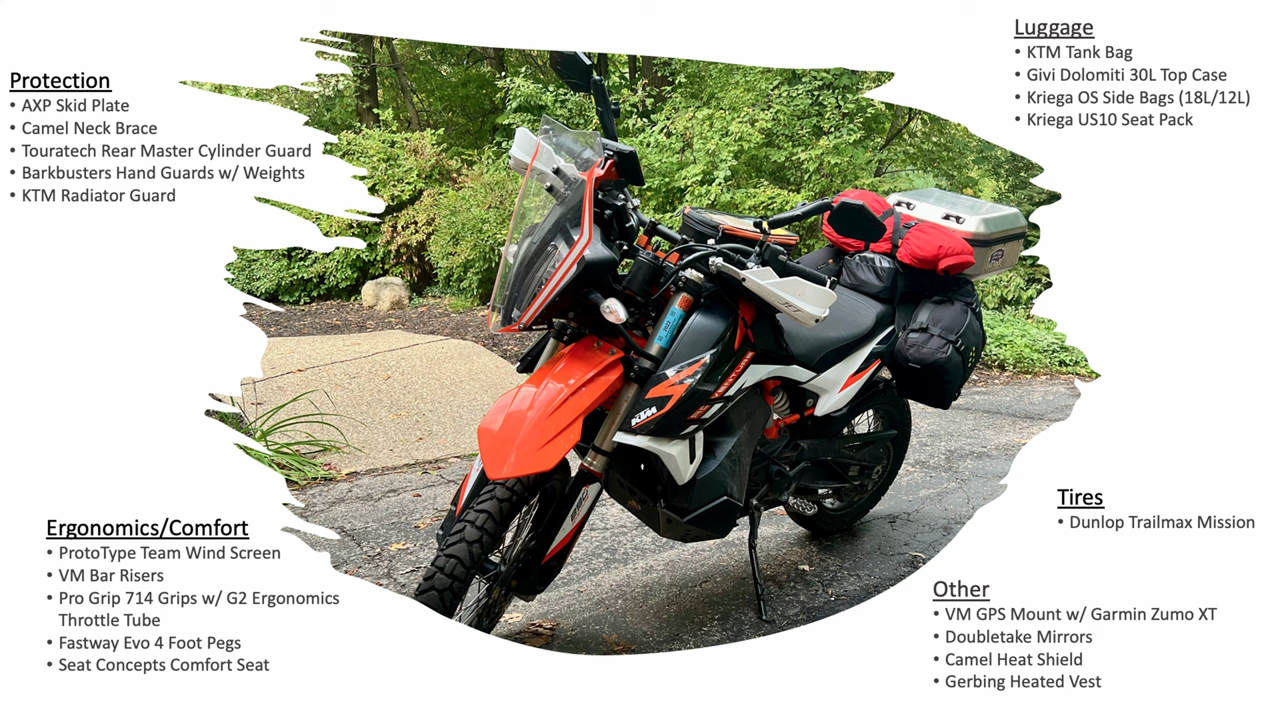 Protection
• AXP Skid Plate
• Camel Neck Brace
• Touratech Rear Master Cylinder Guard
• Barkbusters Hand Guards w/ Weights
• KTM Radiator Guard
Luggage
• KTM Tank Bag
• Givi Dolomiti 30L Top Case
• Kriega OS Side Bags (18L/12L)
• Kriega US10 Seat Pack
Ergonomics/Comfort
• ProtoType Team Wind Screen
• VM Bar Risers
• Pro Grip 714 Grips w/ G2 Ergonomics
Throttle Tube
• Fastway Evo 4 Foot Pegs
• Seat Concepts Comfort Seat
Tires
• Dunlop Trailmax Mission
Other
• VM GPS Mount w/ Garmin Zumo XT
• Doubletake Mirrors
• Camel Heat Shield
• Gerbing Heated Vest
KTM
2022